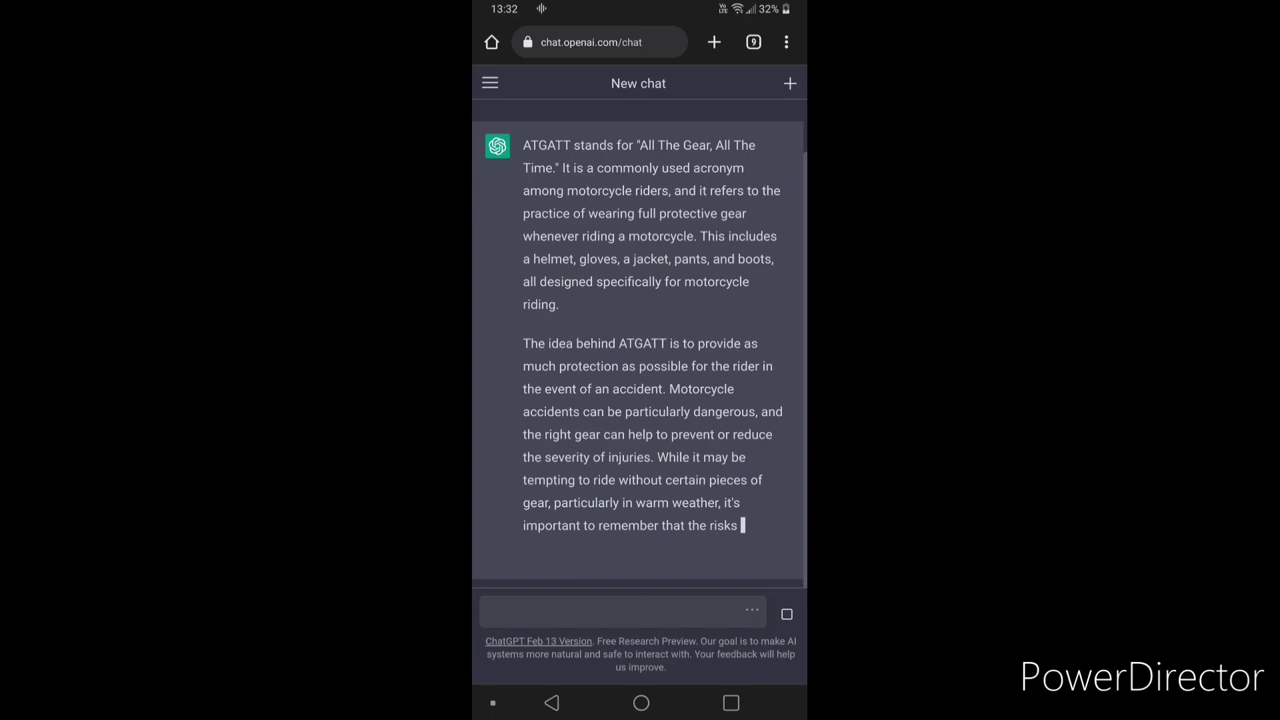 13:32
32%
chat.openai.com/chat
9
New chat
ATGATT stands for "All The Gear, All The
Time." It is a commonly used acronym
among motorcycle riders, and it refers to the
practice of wearing full protective gear
whenever riding a motorcycle. This includes
a helmet, gloves, a jacket, pants, and boots,
all designed specifically for motorcycle
riding.
The idea behind ATGATT is to provide as
much protection as possible for the rider in
the event of an accident. Motorcycle
accidents can be particularly dangerous, and
the right gear can help to prevent or reduce
the severity of injuries. While it may be
tempting to ride without certain pieces of
gear, particularly in warm weather, it's
important to remember that the risks
ChatGPT Feb 13 Version. Free Research Preview. Our goal is to make AI
systems more natural and safe to interact with. Your feedback will help
us improve.
PowerDirector